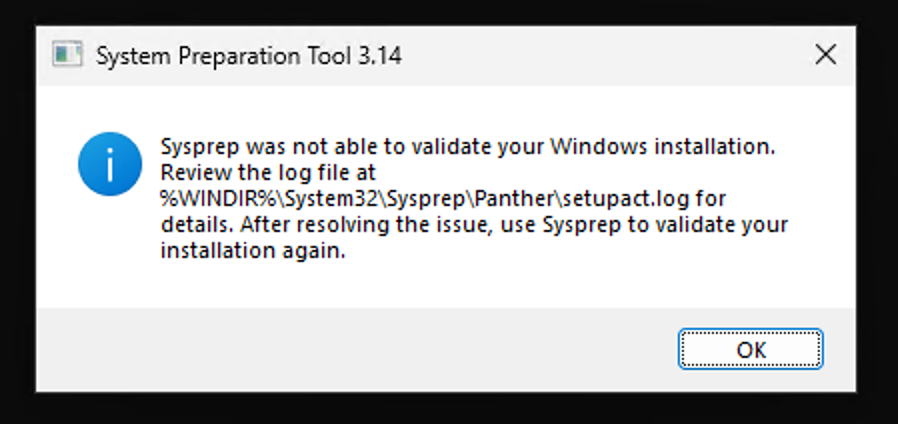 System Preparation Tool 3.14
Sysprep was not able to validate your Windows installation.
Review the log file at
%WINDIR%\System32\Sysprep\Panther\setupact.log for
details. After resolving the issue, use Sysprep to validate your
installation again.
OK